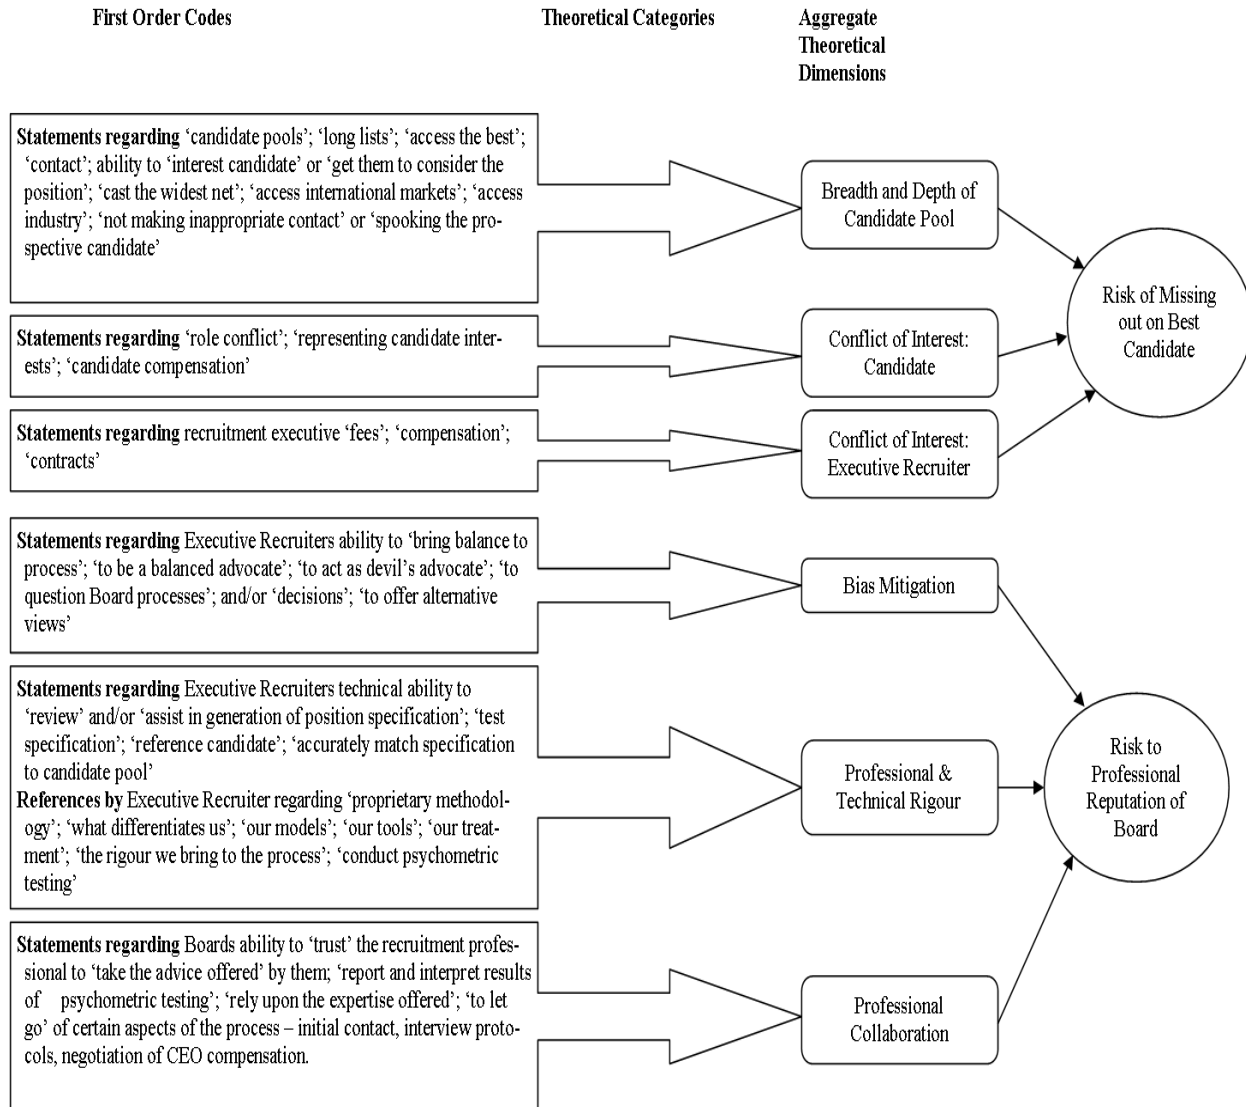 First Order Codes
Theoretical Categories
Aggregate
Theoretical
Dimensions
Statements regarding ‘candidate pools’; ‘long lists’; ‘access the best’;
‘contact’; ability to ‘interest candidate’ or ‘get them to consider the
position’; ‘cast the widest net’; ‘access international markets’; ‘access
industry’; ‘not making inappropriate contact’ or ‘spooking the pro-
spective candidate’
Breadth and Depth of
Candidate Pool
Statements regarding ‘role conflict’; ‘representing candidate inter-
ests’; ‘candidate compensation’
Conflict of Interest:
Candidate
Statements regarding recruitment executive ‘fees’; ‘compensation’;
‘contracts’
Conflict of Interest:
Executive Recruiter
Risk of Missing
out on Best
Candidate
Statements regarding Executive Recruiters ability to ‘bring balance to
process’; ‘to be a balanced advocate’; ‘to act as devil’s advocate’; ‘to
question Board processes’; and/or ‘decisions’; ‘to offer alternative
views’
Bias Mitigation
Statements regarding Executive Recruiters technical ability to
‘review’ and/or ‘assist in generation of position specification’; ‘test
specification’; ‘reference candidate’; ‘accurately match specification
to candidate pool’
References by Executive Recruiter regarding ‘proprietary methodol-
ogy’; ‘what differentiates us’; ‘our models’; ‘our tools’; ‘our treat-
ment’; ‘the rigour we bring to the process’; ‘conduct psychometric
testing’
Professional &
Technical Rigour
Statements regarding Boards ability to ‘trust’ the recruitment profes-
sional to ‘take the advice offered’ by them; ‘report and interpret results
of psychometric testing’; ‘rely upon the expertise offered’; ‘to let
go’ of certain aspects of the process – initial contact, interview proto-
cols, negotiation of CEO compensation.
Professional
Collaboration
Risk to
Professional
Reputation of
Board